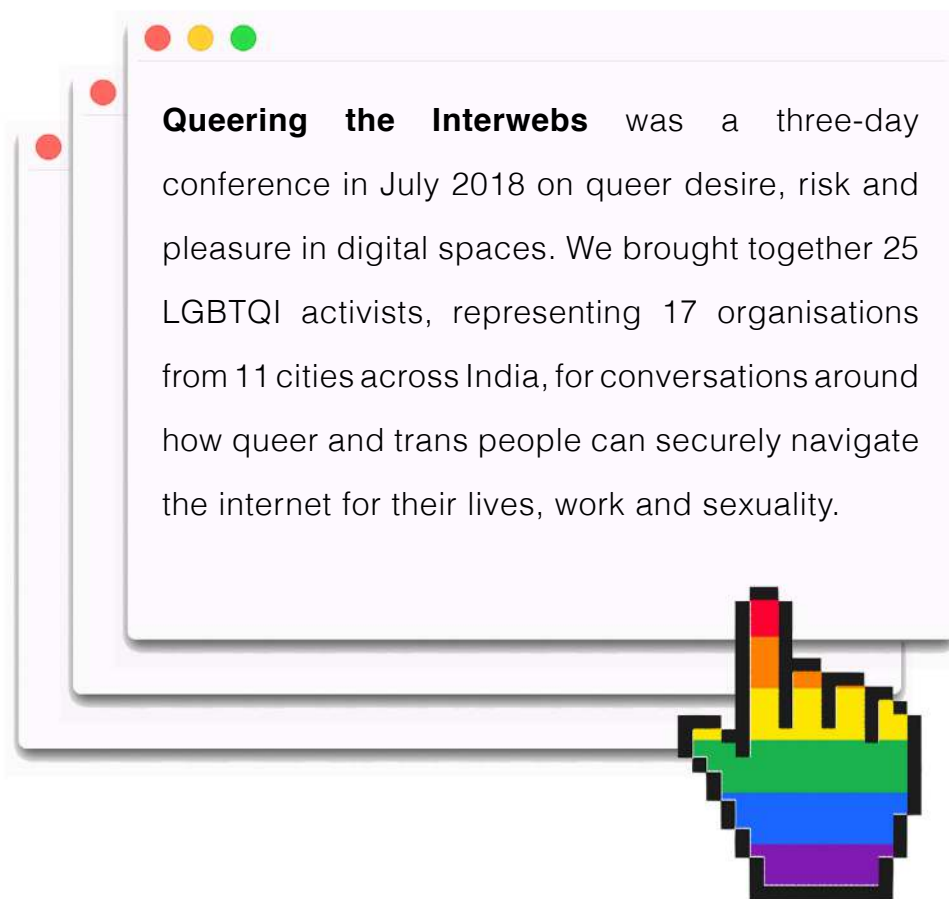 Queering the Interwebs was a three-day
conference in July 2018 on queer desire, risk and
pleasure in digital spaces. We brought together 25
LGBTQI activists, representing 17 organisations
from 11 cities across India, for conversations around
how queer and trans people can securely navigate
the internet for their lives, work and sexuality.